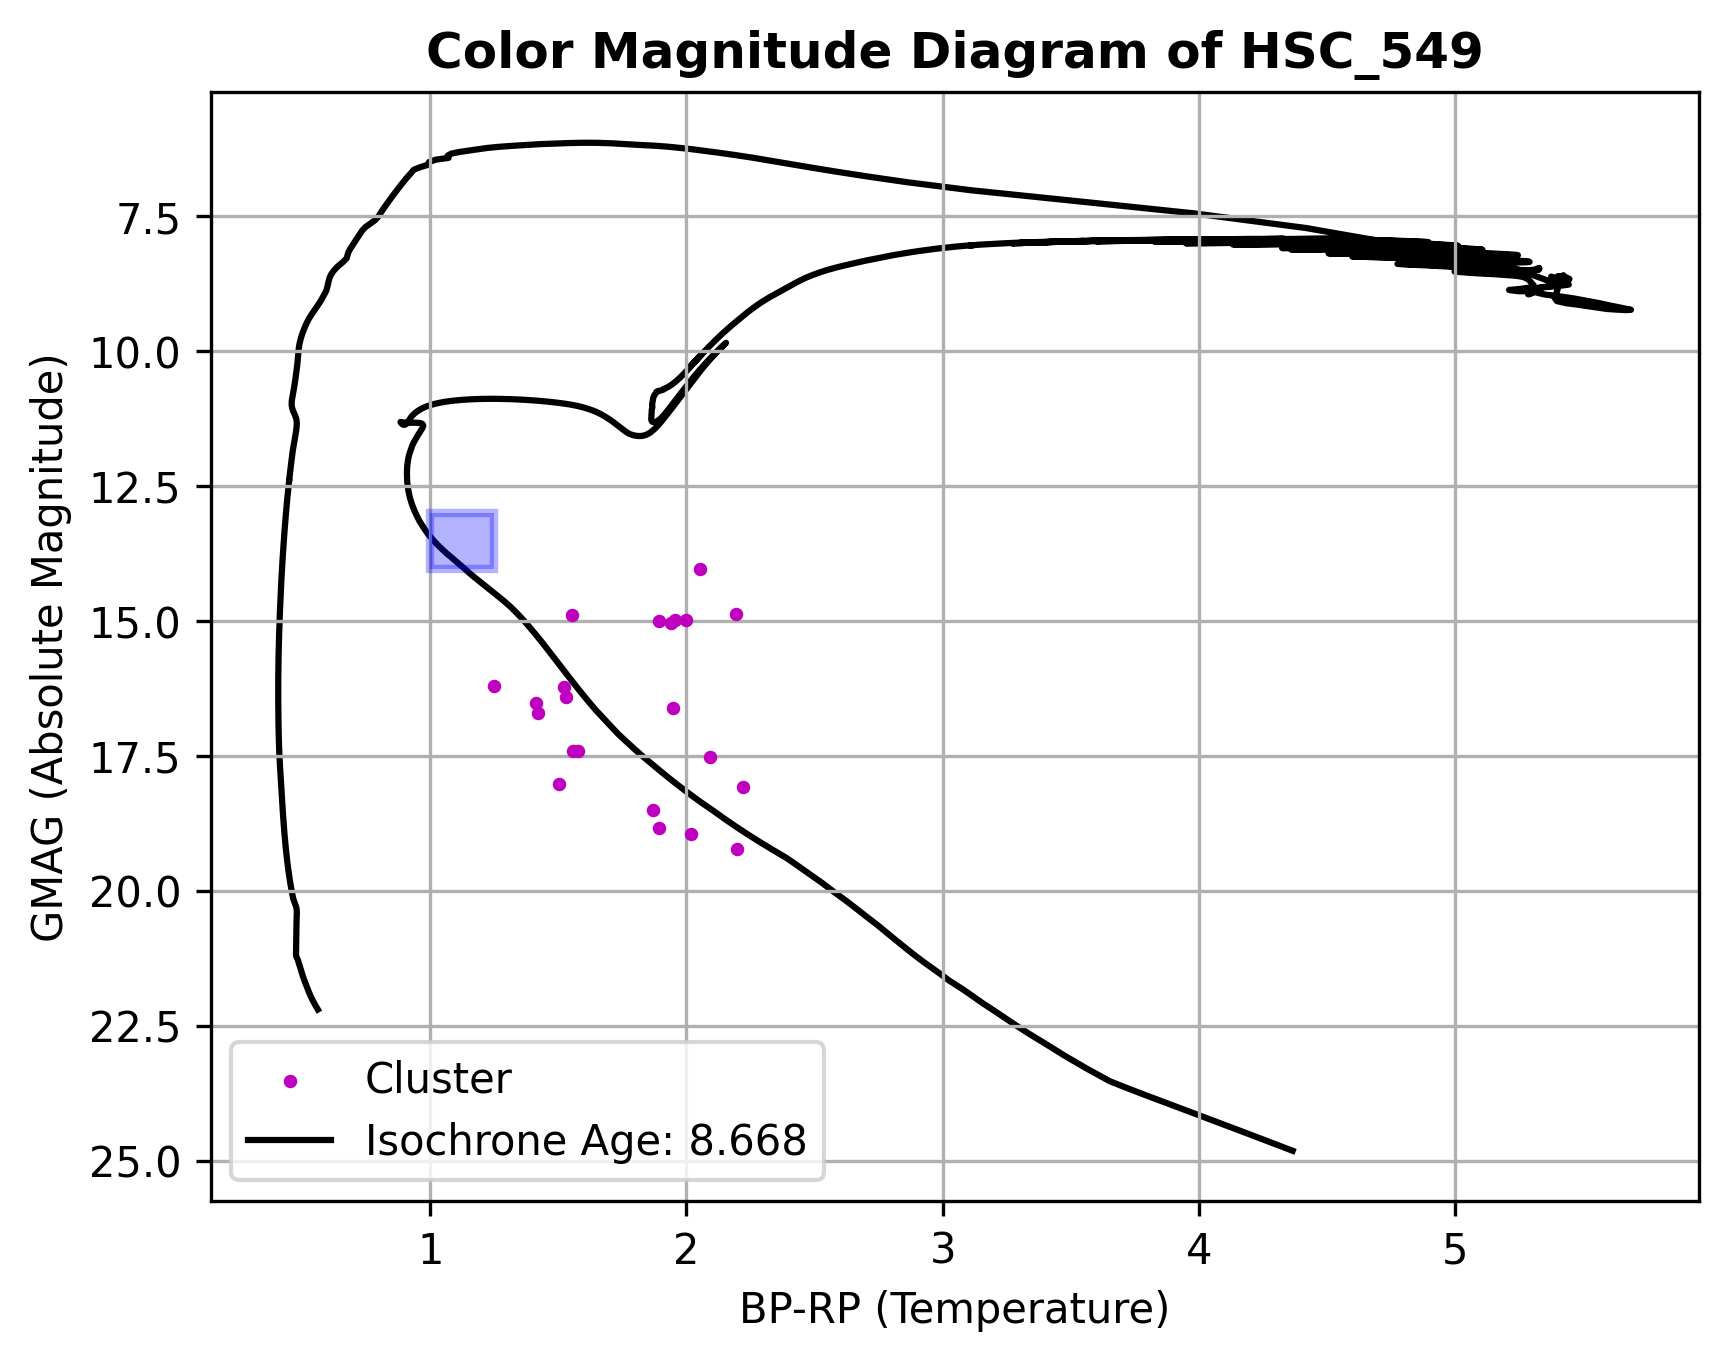 Color Magnitude Diagram of HSC_549
GMAG (Absolute Magnitude)
7.5
10.0
12.5
15.0
17.5
20.0
22.5
25.0
Cluster
Isochrone Age: 8.668
1 2 3 4 5
BP-RP (Temperature)